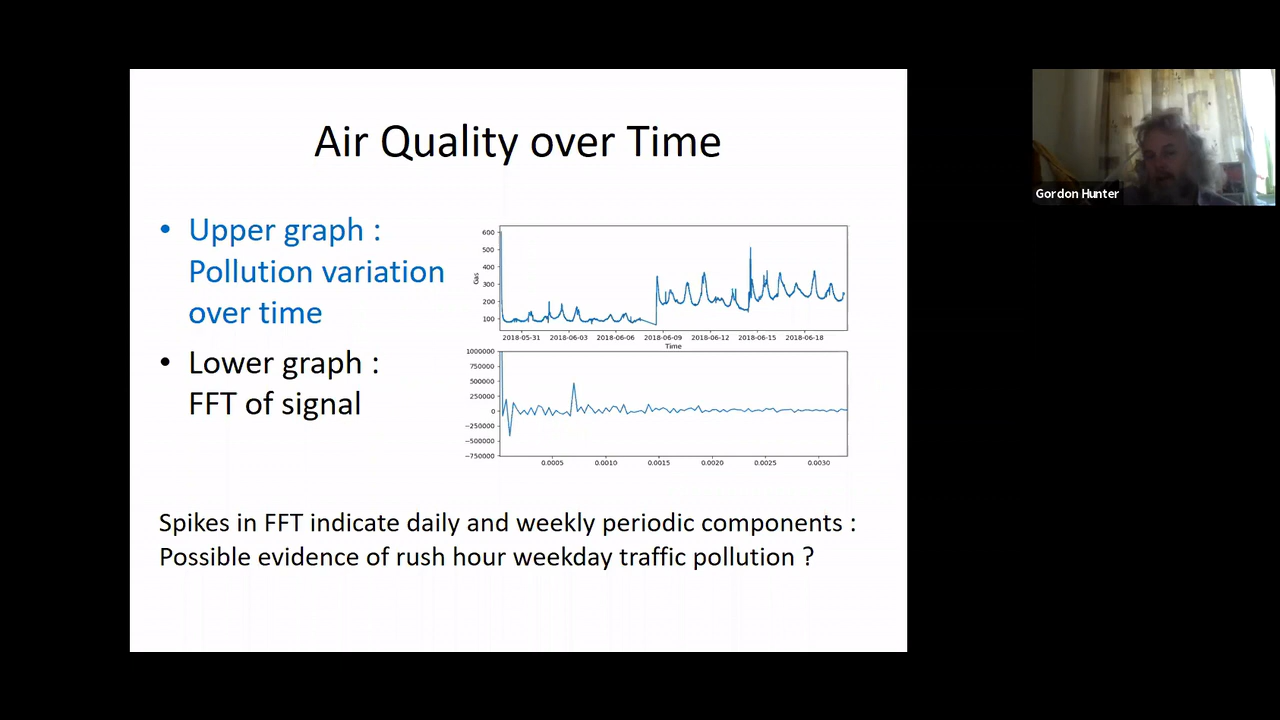 Air Quality over Time
• Upper graph :
Pollution variation
over time
• Lower graph :
FFT of signal
600
500
400
300
200
100
Gas
2018-05-31 2018-06-03 2018-06-06 2018-06-09 2018-06-12 2018-06-15 2018-06-18
Time
1000000
750000
500000
250000
0
−250000
−500000
−750000
0.0005 0.0010 0.0015 0.0020 0.0025 0.0030
Spikes in FFT indicate daily and weekly periodic components :
Possible evidence of rush hour weekday traffic pollution ?
Gordon Hunter